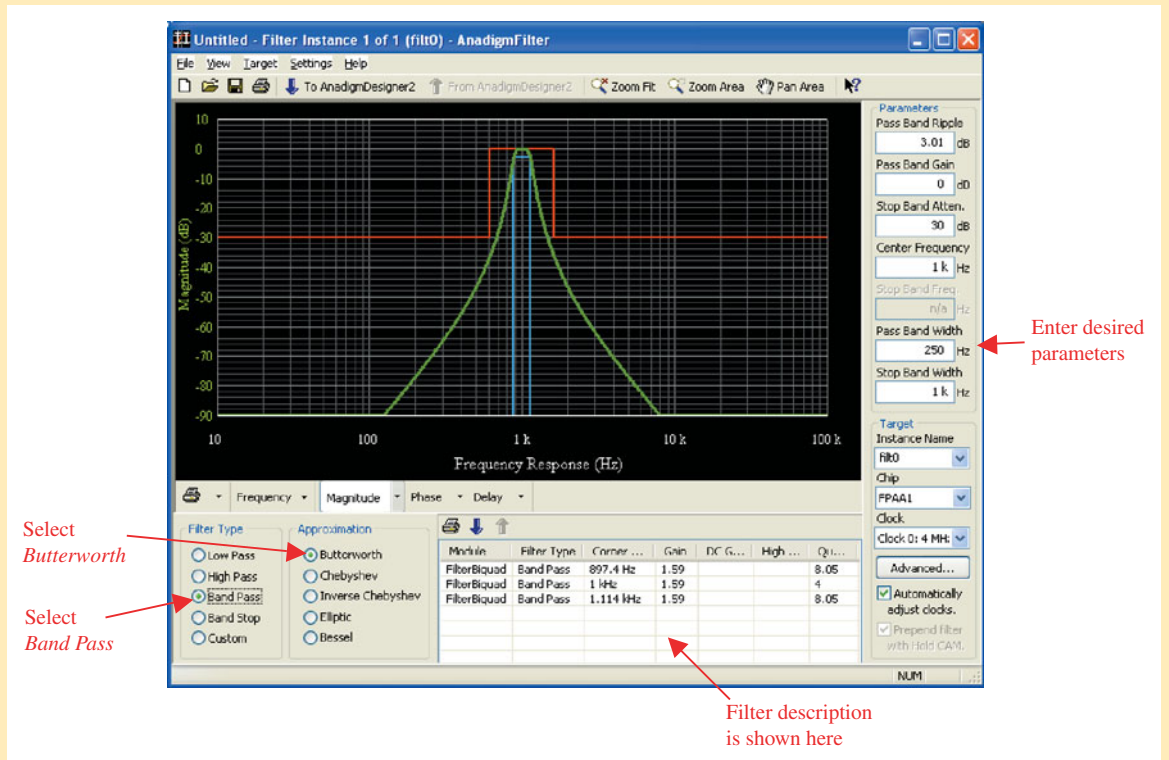 Untitled - Filter Instance 1 of 1 (filt0) - AnadigmFilter
File View Target Settings Help
To AnadigmDesigner2 From AnadigmDesigner2 Zoom Fit Zoom Area Pan Area
10
0
-10
-20
-30
-40
-50
-60
-70
-80
-90
Magnitude (dB)
10 100 1 k 10 k 100 k
Frequency Response (Hz)
Parameters
Pass Band Ripple
3.01 dB
Pass Band Gain
0 dB
Stop Band Atten.
30 dB
Center Frequency
1 k Hz
Stop Band Freq.
n/a Hz
Pass Band Width
250 Hz
Stop Band Width
1 k Hz
Enter desired
parameters
Target
Instance Name
filt0
Chip
FPAA1
Clock
Clock 0: 4 MH
Advanced...
Automatically
adjust clocks.
Prepend filter
with Hold CAM.
Frequency Magnitude Phase Delay
Select
Butterworth
Select
Band Pass
Filter Type
Low Pass
High Pass
Band Pass
Band Stop
Custom
Approximation
Butterworth
Chebyshev
Inverse Chebyshev
Elliptic
Bessel
Module Filter Type Corner ... Gain DC G... High ... Qu...
FilterBiquad Band Pass 897.4 Hz 1.59 8.05
FilterBiquad Band Pass 1 kHz 1.59 4
FilterBiquad Band Pass 1.114 kHz 1.59 8.05
NUM
Filter description
is shown here